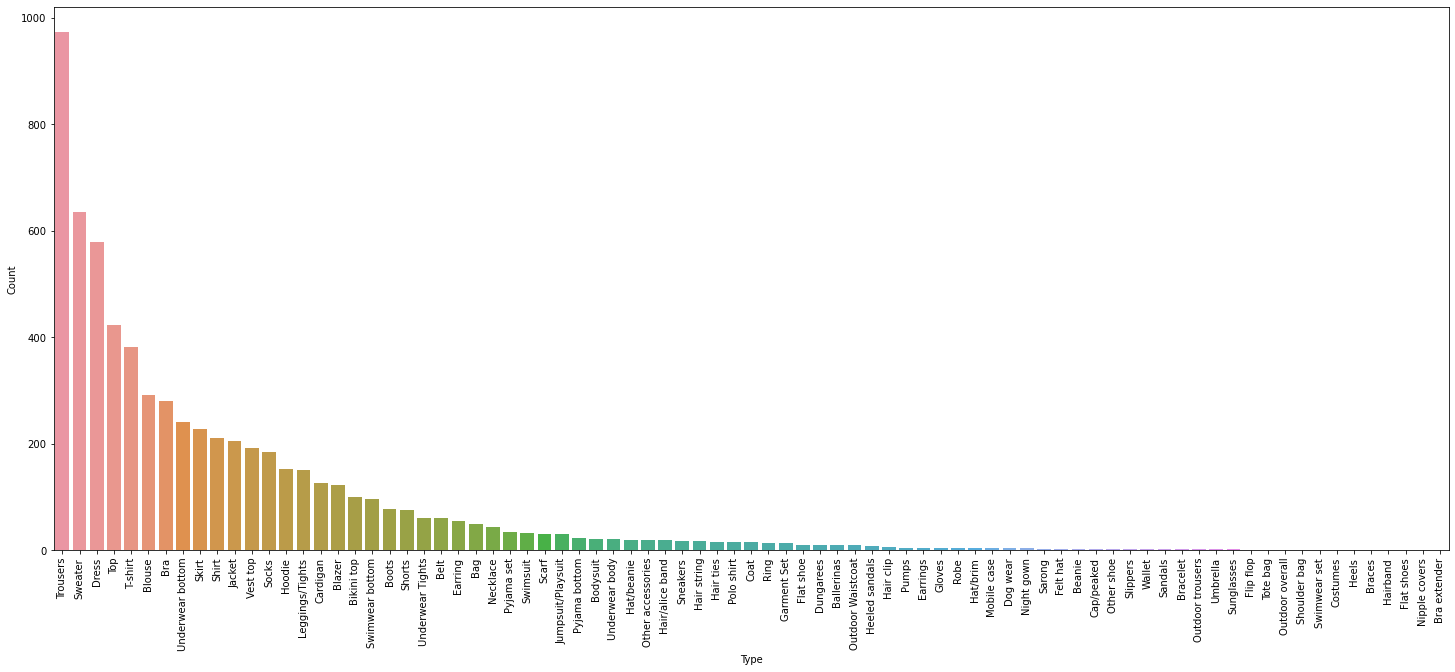 1000
800
600
400
200
0
Count
Trousers
Sweater
Dress
Top
T-shirt
Blouse
Bra
Underwear bottom
Skirt
Shirt
Jacket
Vest top
Socks
Hoodie
Leggings/Tights
Cardigan
Blazer
Bikini top
Swimwear bottom
Boots
Shorts
Underwear Tights
Belt
Earring
Bag
Necklace
Pyjama set
Swimsuit
Scarf
Jumpsuit/Playsuit
Pyjama bottom
Bodysuit
Underwear body
Hat/beanie
Other accessories
Hair/alice band
Sneakers
Hair string
Hair ties
Polo shirt
Coat
Ring
Garment Set
Flat shoe
Dungarees
Ballerinas
Outdoor Waistcoat
Heeled sandals
Hair clip
Pumps
Earrings
Gloves
Robe
Hat/brim
Mobile case
Dog wear
Night gown
Sarong
Felt hat
Beanie
Cap/peaked
Other shoe
Slippers
Wallet
Sandals
Bracelet
Outdoor trousers
Umbrella
Sunglasses
Flip flop
Tote bag
Outdoor overall
Shoulder bag
Swimwear set
Costumes
Heels
Braces
Hairband
Flat shoes
Nipple covers
Bra extender
Type